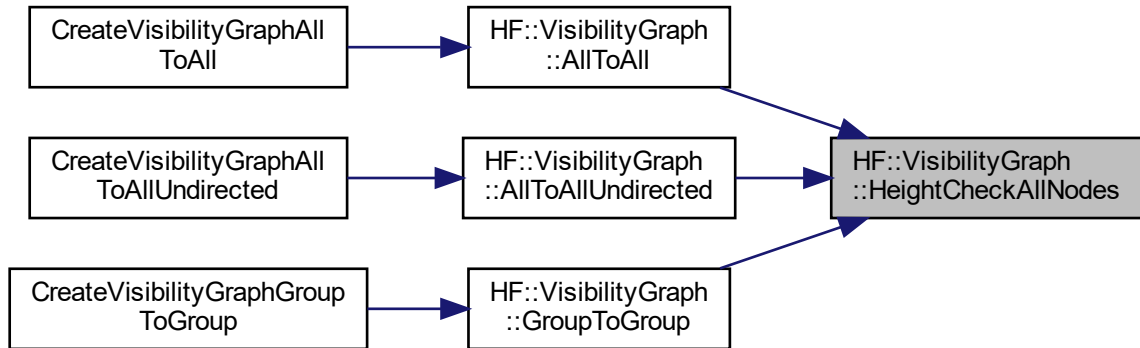 CreateVisibilityGraphAll
ToAll
HF::VisibilityGraph
::AllToAll
CreateVisibilityGraphAll
ToAllUndirected
HF::VisibilityGraph
::AllToAllUndirected
HF::VisibilityGraph
::HeightCheckAllNodes
CreateVisibilityGraphGroup
ToGroup
HF::VisibilityGraph
::GroupToGroup